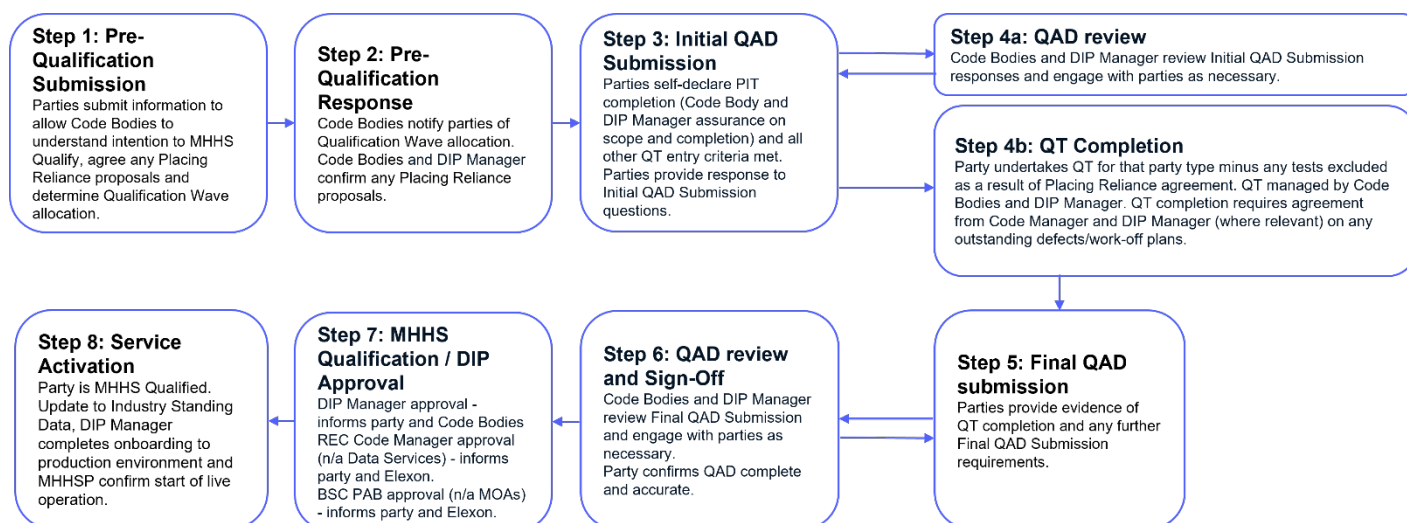 Step 1: Pre-
Qualification
Submission
Parties submit information to
allow Code Bodies to
understand intention to MHHS
Qualify, agree any Placing
Reliance proposals and
determine Qualification Wave
allocation.
Step 2: Pre-
Qualification
Response
Code Bodies notify parties of
Qualification Wave allocation.
Code Bodies and DIP Manager
confirm any Placing Reliance
proposals.
Step 3: Initial QAD
Submission
Parties self-declare PIT
completion (Code Body and
DIP Manager assurance on
scope and completion) and all
other QT entry criteria met.
Parties provide response to
Initial QAD Submission
questions.
Step 4a: QAD review
Code Bodies and DIP Manager review Initial QAD Submission
responses and engage with parties as necessary.
Step 4b: QT Completion
Party undertakes QT for that party type minus any tests excluded
as a result of Placing Reliance agreement. QT managed by Code
Bodies and DIP Manager. QT completion requires agreement
from Code Manager and DIP Manager (where relevant) on any
outstanding defects/work-off plans.
Step 8: Service
Activation
Party is MHHS Qualified.
Update to Industry Standing
Data, DIP Manager
completes onboarding to
production environment and
MHHSP confirm start of live
operation.
Step 7: MHHS
Qualification / DIP
Approval
DIP Manager approval -
informs party and Code Bodies
REC Code Manager approval
(n/a Data Services) - informs
party and Elexon.
BSC PAB approval (n/a MOAs)
- informs party and Elexon.
Step 6: QAD review
and Sign-Off
Code Bodies and DIP Manager
review Final QAD Submission
and engage with parties as
necessary.
Party confirms QAD complete
and accurate.
Step 5: Final QAD
submission
Parties provide evidence of
QT completion and any further
Final QAD Submission
requirements.